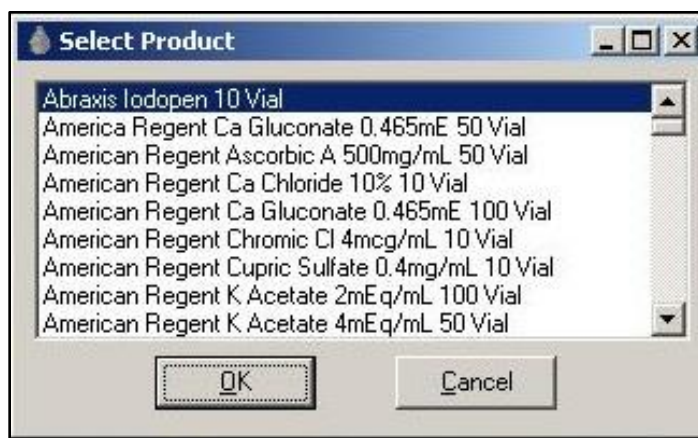 Select Product
Abraxis Iodopen 10 Vial
America Regent Ca Gluconate 0.465mE 50 Vial
American Regent Ascorbic A 500mg/mL 50 Vial
American Regent Ca Chloride 10% 10 Vial
American Regent Ca Gluconate 0.465mE 100 Vial
American Regent Chromic Cl 4mcg/mL 10 Vial
American Regent Cupric Sulfate 0.4mg/mL 10 Vial
American Regent K Acetate 2mEq/mL 100 Vial
American Regent K Acetate 4mEq/mL 50 Vial
OK Cancel